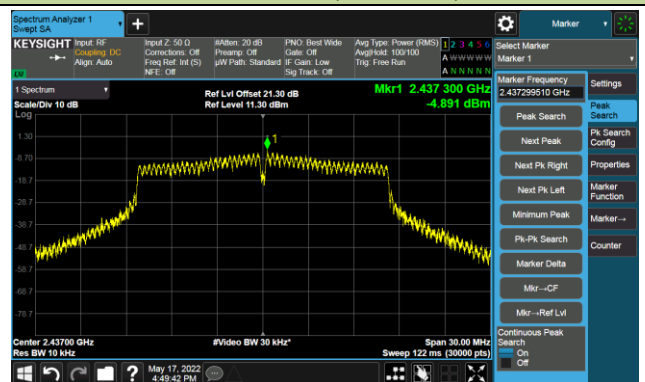 Spectrum Analyzer 1
Swept SA
Marker
KEYSIGHT
Input: RF
Coupling: DC
Align: Auto
Input Z: 50 Ω
Corrections: Off
Freq Ref: Int (S)
NFE: Off
#Atten: 20 dB
Preamp: Off
µW Path: Standard
PNO: Best Wide
Gate: Off
IF Gain: Low
Sig Track: Off
Avg Type: Power (RMS)
Avg|Hold: 100/100
Trig: Free Run
1 2 3 4 5 6
A W W W W W
A N N N N N
Select Marker
Marker 1
1 Spectrum
Scale/Div 10 dB
Log
Ref Lvl Offset 21.30 dB
Ref Level 11.30 dBm
Mkr1 2.437 300 GHz
-4.891 dBm
1.30
-8.70
-18.7
-28.7
-38.7
-48.7
-58.7
-68.7
-78.7
1
Center 2.43700 GHz
Res BW 10 kHz
#Video BW 30 kHz*
Span 30.00 MHz
Sweep 122 ms (30000 pts)
Marker Frequency
2.437299510 GHz
Peak Search
Next Peak
Next Pk Right
Next Pk Left
Minimum Peak
Pk-Pk Search
Marker Delta
Mkr→CF
Mkr→Ref Lvl
Continuous Peak
Search
On
Off
Settings
Peak
Search
Pk Search
Config
Properties
Marker
Function
Marker→
Counter
May 17, 2022
4:49:42 PM